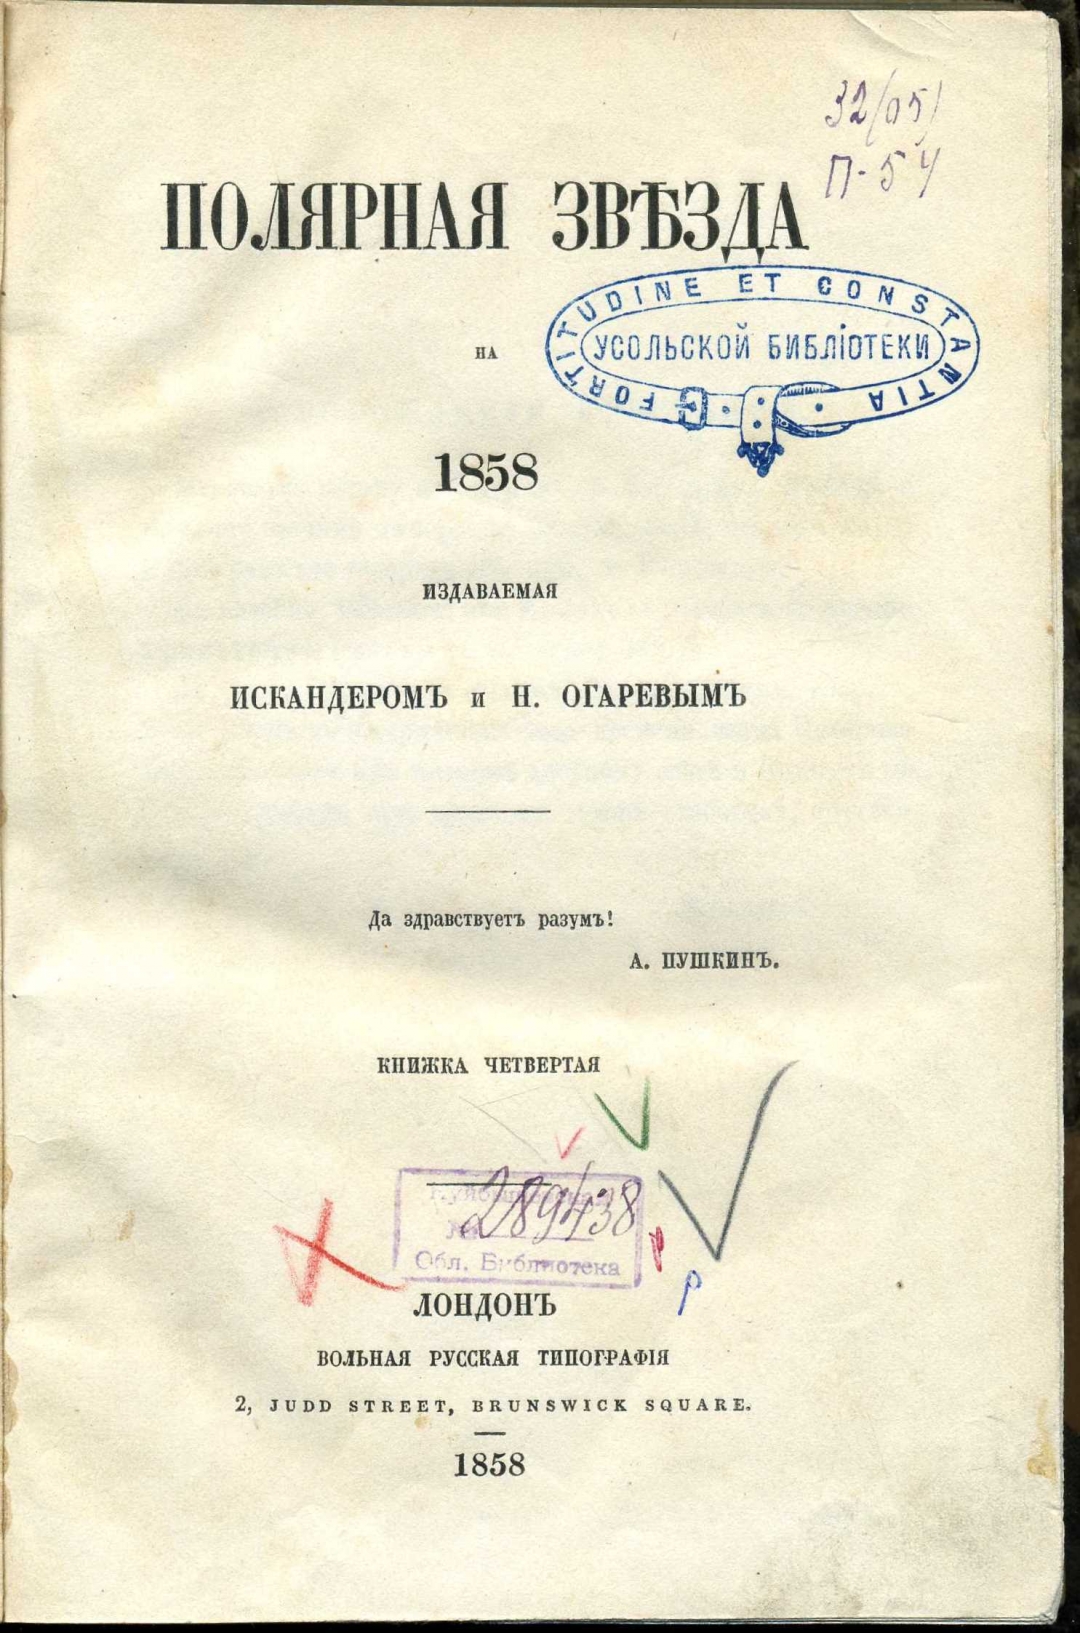 32(05)
П-54
ПОЛЯРНАЯ ЗВѢЗДА
FORTITUDINE ET CONSTANTIA
УСОЛЬСКОЙ БИБЛІОТЕКИ
НА
1858
ИЗДАВАЕМАЯ
ИСКАНДЕРОМЪ и Н. ОГАРЕВЫМЪ
Да здравствуетъ разумъ!
А. ПУШКИНЪ.
КНИЖКА ЧЕТВЕРТАЯ
289438
Обл. Библиотека
ЛОНДОНЪ
ВОЛЬНАЯ РУССКАЯ ТИПОГРАФІЯ
2, JUDD STREET, BRUNSWICK SQUARE.
1858